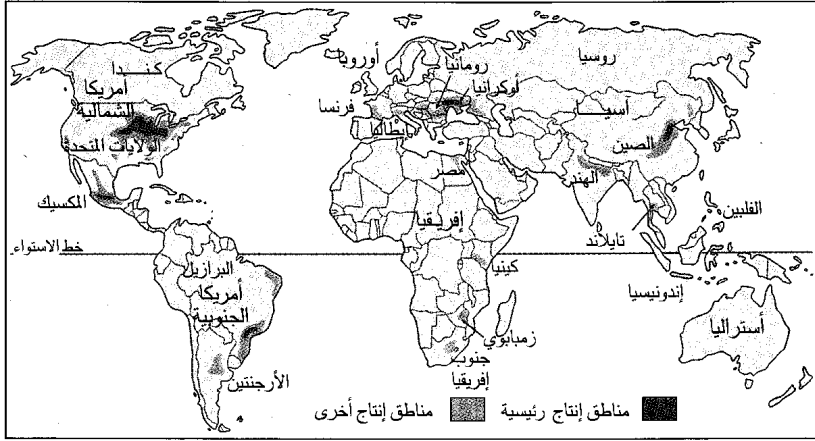 كندا
أمريكا
الشمالية
الولايات المتحدة
المكسيك
خط الاستواء
البرازيل
أمريكا
الجنوبية
الأرجنتين
أوروبا
رومانيا
أوكرانيا
فرنسا
إيطاليا
روسيا
آسيا
الصين
الهند
مصر
إفريقيا
كينيا
زمبابوي
جنوب
إفريقيا
تايلاند
الفلبين
إندونيسيا
أستراليا
مناطق إنتاج رئيسية
مناطق إنتاج أخرى